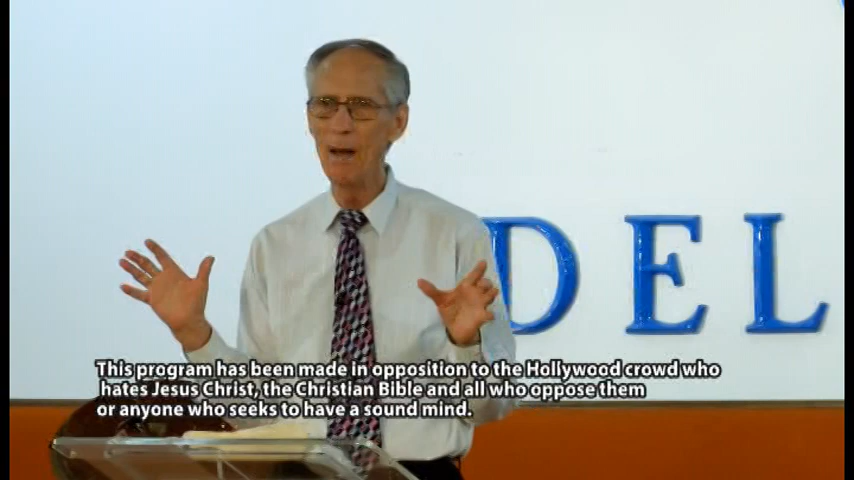 DEL
This program has been made in opposition to the Hollywood crowd who
hates Jesus Christ, the Christian Bible and all who oppose them
or anyone who seeks to have a sound mind.